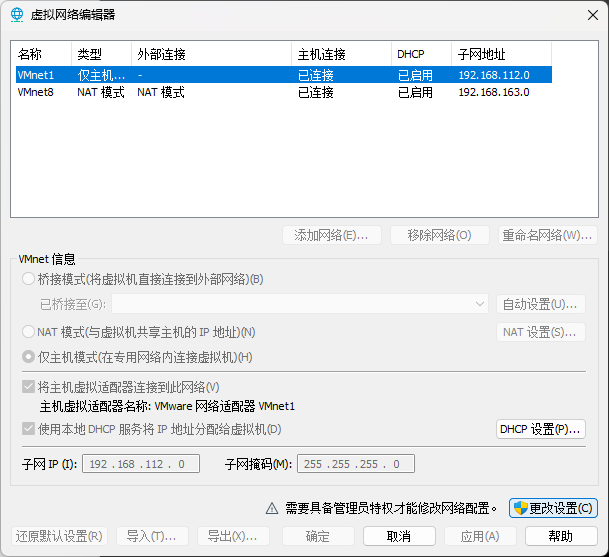 虚拟网络编辑器
名称 类型 外部连接 主机连接 DHCP 子网地址
VMnet1 仅主机... - 已连接 已启用 192.168.112.0
VMnet8 NAT 模式 NAT 模式 已连接 已启用 192.168.163.0
添加网络(E)... 移除网络(O) 重命名网络(W)...
VMnet 信息
桥接模式(将虚拟机直接连接到外部网络)(B)
已桥接至(G): 自动设置(U)...
NAT 模式(与虚拟机共享主机的 IP 地址)(N) NAT 设置(S)...
仅主机模式(在专用网络内连接虚拟机)(H)
将主机虚拟适配器连接到此网络(V)
主机虚拟适配器名称: VMware 网络适配器 VMnet1
使用本地 DHCP 服务将 IP 地址分配给虚拟机(D) DHCP 设置(P)...
子网 IP (I): 192 . 168 . 112 . 0 子网掩码(M): 255 . 255 . 255 . 0
需要具备管理员特权才能修改网络配置。 更改设置(C)
还原默认设置(R) 导入(T)... 导出(X)... 确定 取消 应用(A) 帮助